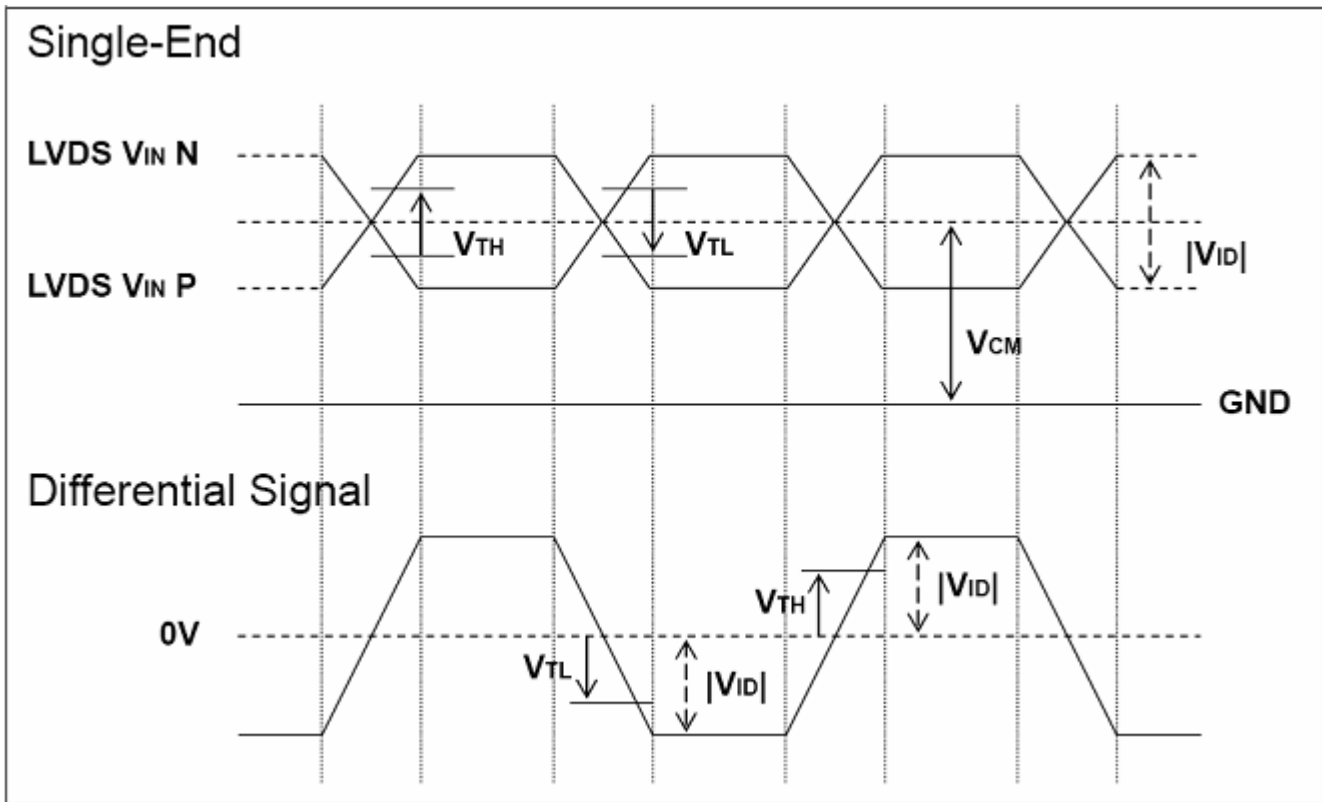 Single-End
LVDS VIN N
VTH
VTL
|VID|
LVDS VIN P
VCM
GND
Differential Signal
VTH
|VID|
0V
VTL
|VID|